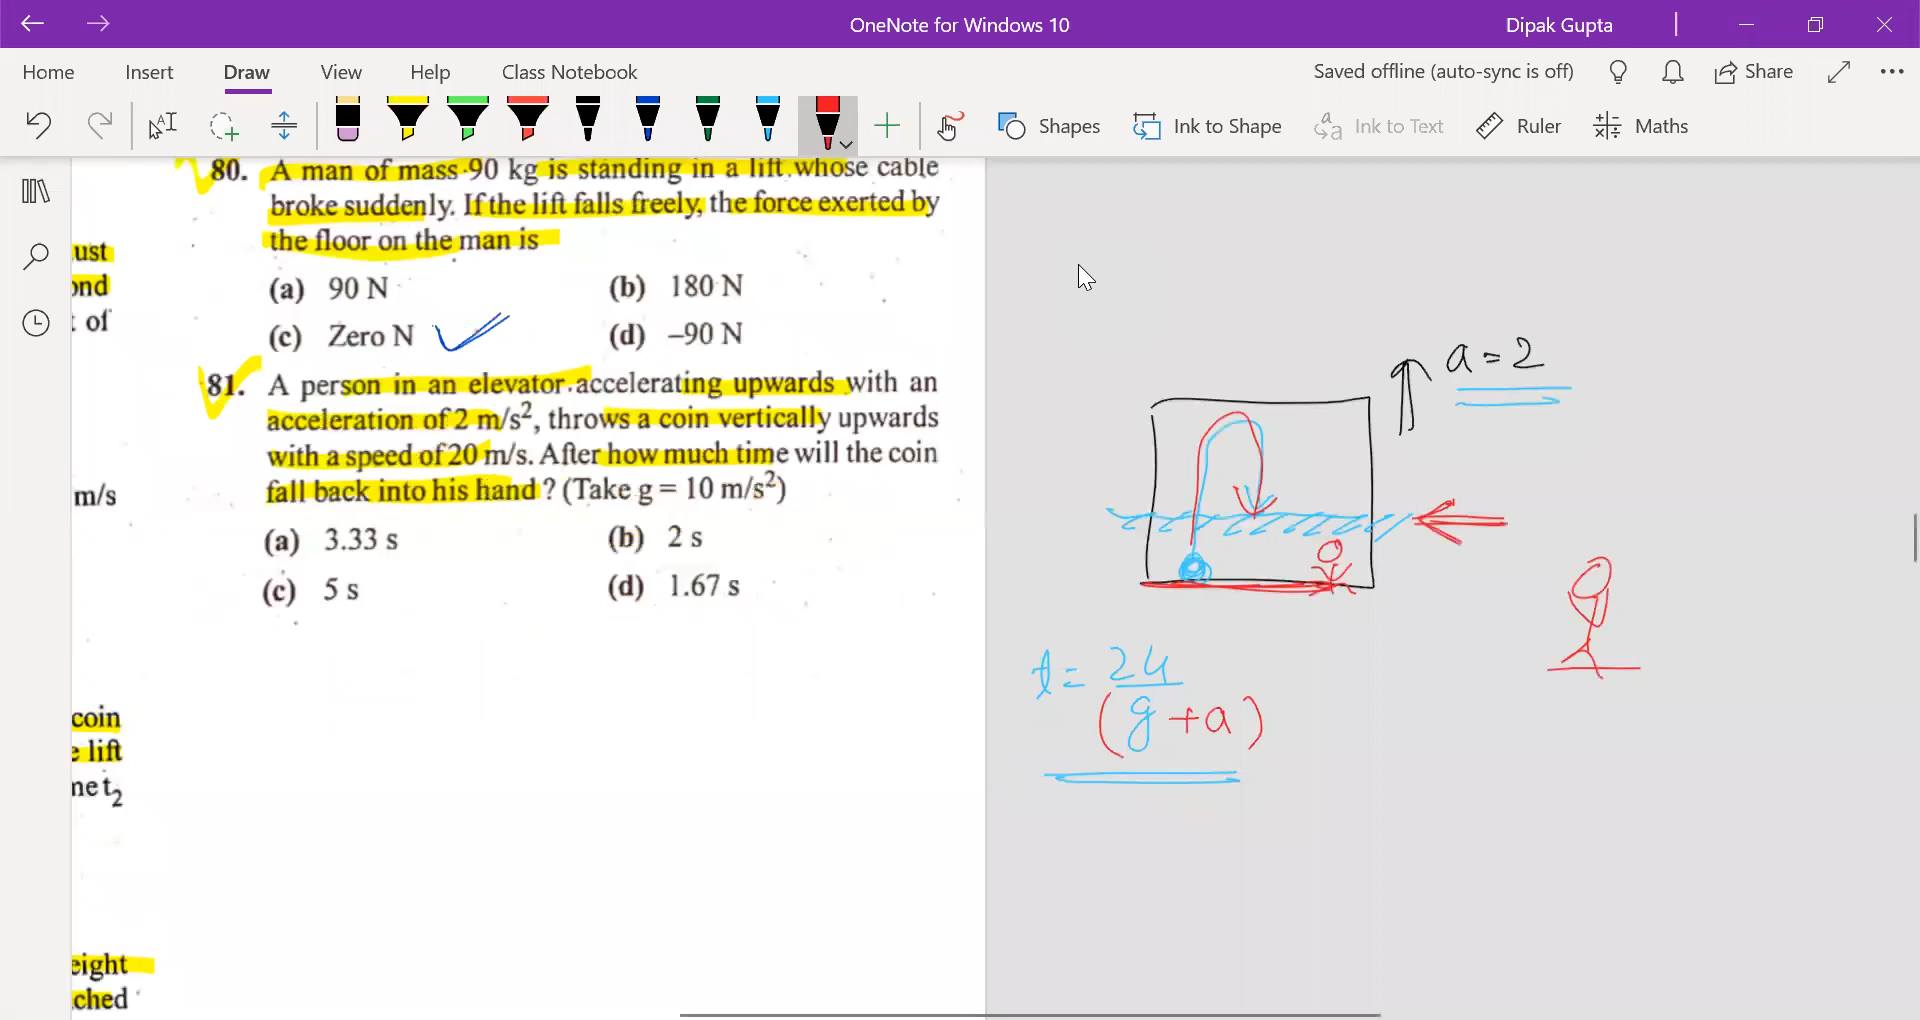 OneNote for Windows 10
Dipak Gupta
Home Insert Draw View Help Class Notebook
Saved offline (auto-sync is off) Share
Shapes Ink to Shape Ink to Text Ruler Maths
80. A man of mass 90 kg is standing in a lift whose cable
broke suddenly. If the lift falls freely, the force exerted by
the floor on the man is
(a) 90 N (b) 180 N
(c) Zero N (d) –90 N
81. A person in an elevator accelerating upwards with an
acceleration of 2 m/s², throws a coin vertically upwards
with a speed of 20 m/s. After how much time will the coin
fall back into his hand ? (Take g = 10 m/s²)
(a) 3.33 s (b) 2 s
(c) 5 s (d) 1.67 s
ust
ond
t of
m/s
coin
e lift
me t₂
eight
ched
a = 2
t = 2u
(g + a)